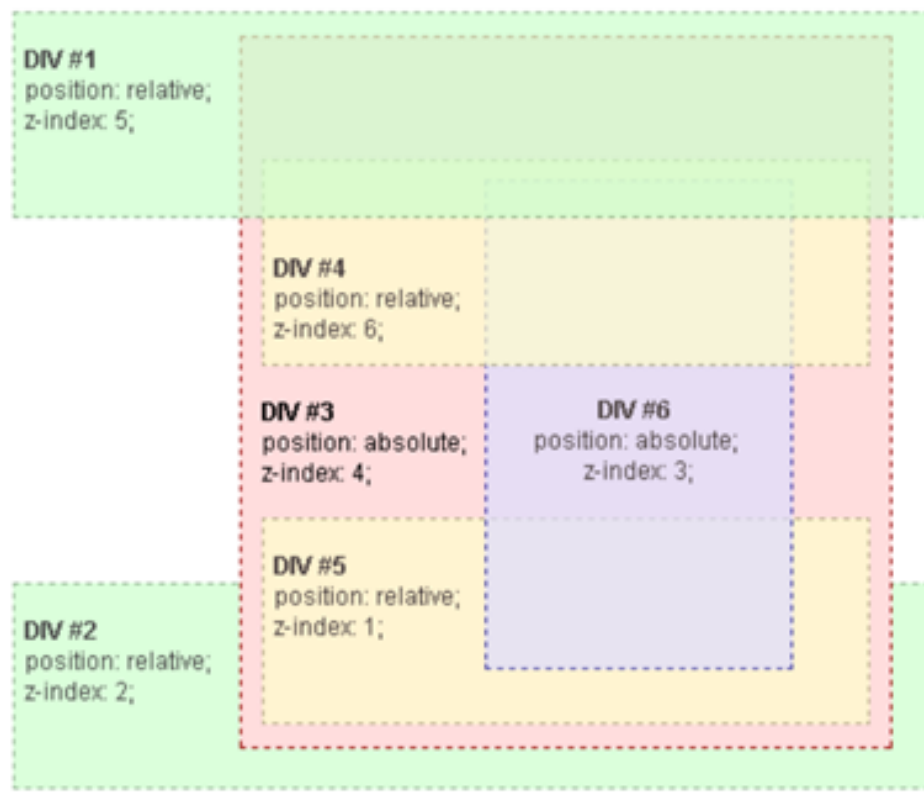 DIV #1
position: relative;
z-index: 5;
DIV #4
position: relative;
z-index: 6;
DIV #3
position: absolute;
z-index: 4;
DIV #6
position: absolute;
z-index: 3;
DIV #5
position: relative;
z-index: 1;
DIV #2
position: relative;
z-index: 2;